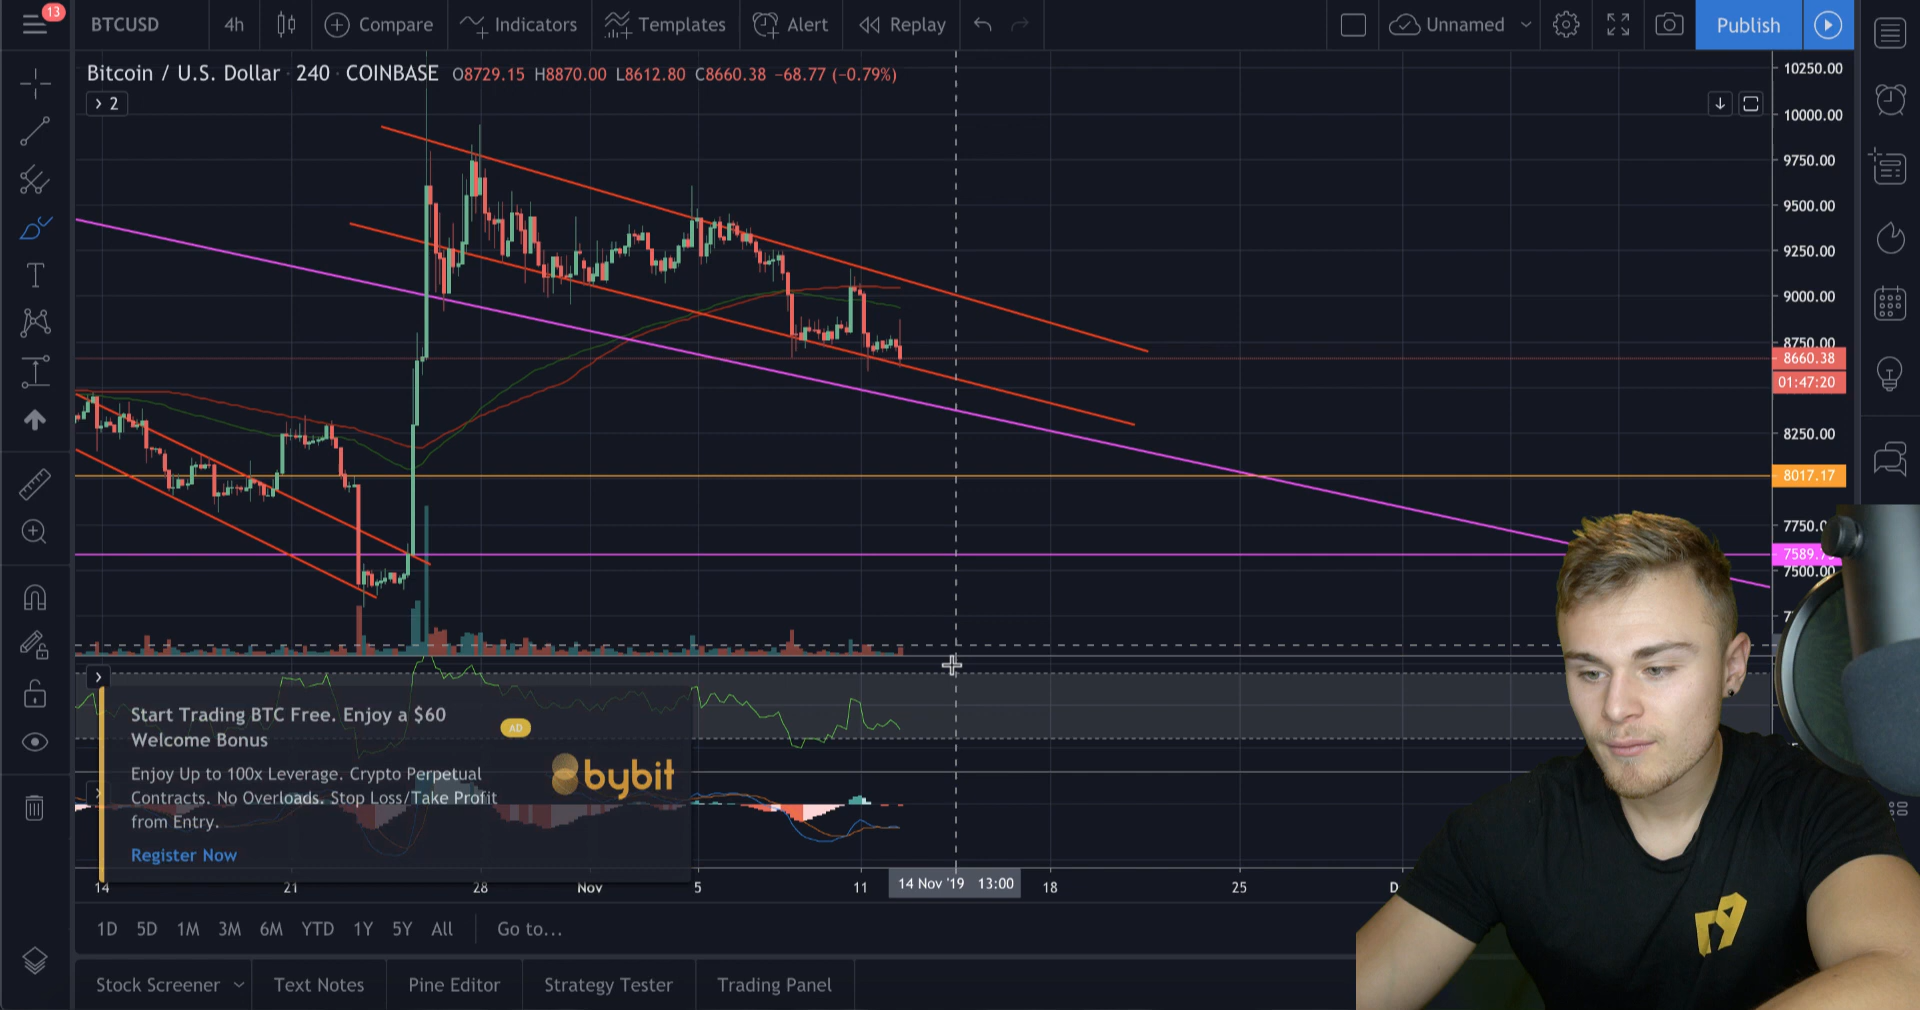 13
BTCUSD 4h Compare Indicators Templates Alert Replay Unnamed Publish
Bitcoin / U.S. Dollar · 240 · COINBASE O8729.15 H8870.00 L8612.80 C8660.38 −68.77 (−0.79%)
2
10250.00
10000.00
9750.00
9500.00
9250.00
9000.00
8750.00
8660.38
01:47:20
8250.00
8017.17
7750.0
7589.7
7500.00
Start Trading BTC Free. Enjoy a $60
Welcome Bonus
AD
Enjoy Up to 100x Leverage. Crypto Perpetual
Contracts. No Overloads. Stop Loss/Take Profit
from Entry.
bybit
Register Now
14 21 28 Nov 5 11 14 Nov '19 13:00 18 25 D
1D 5D 1M 3M 6M YTD 1Y 5Y All Go to...
Stock Screener Text Notes Pine Editor Strategy Tester Trading Panel